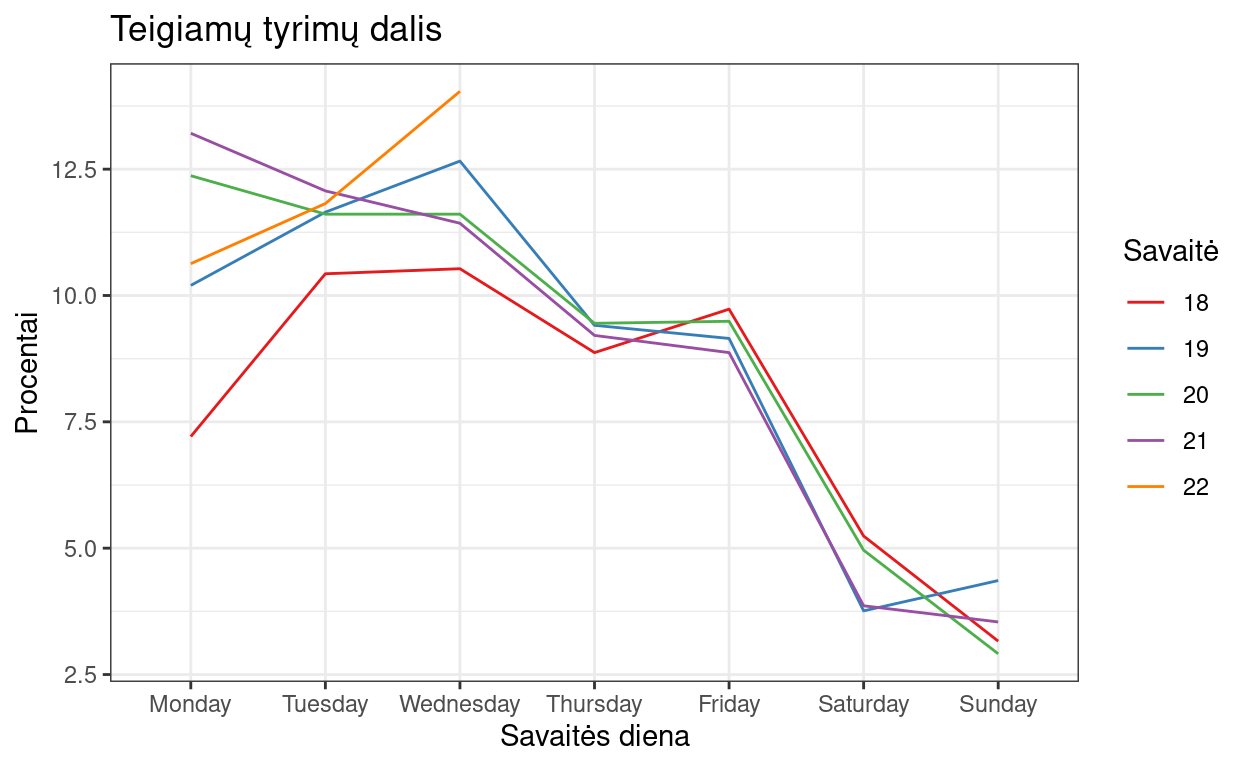 Teigiamų tyrimų dalis
Procentai
12.5
10.0
7.5
5.0
2.5
Monday Tuesday Wednesday Thursday Friday Saturday Sunday
Savaitės diena
Savaitė
18
19
20
21
22